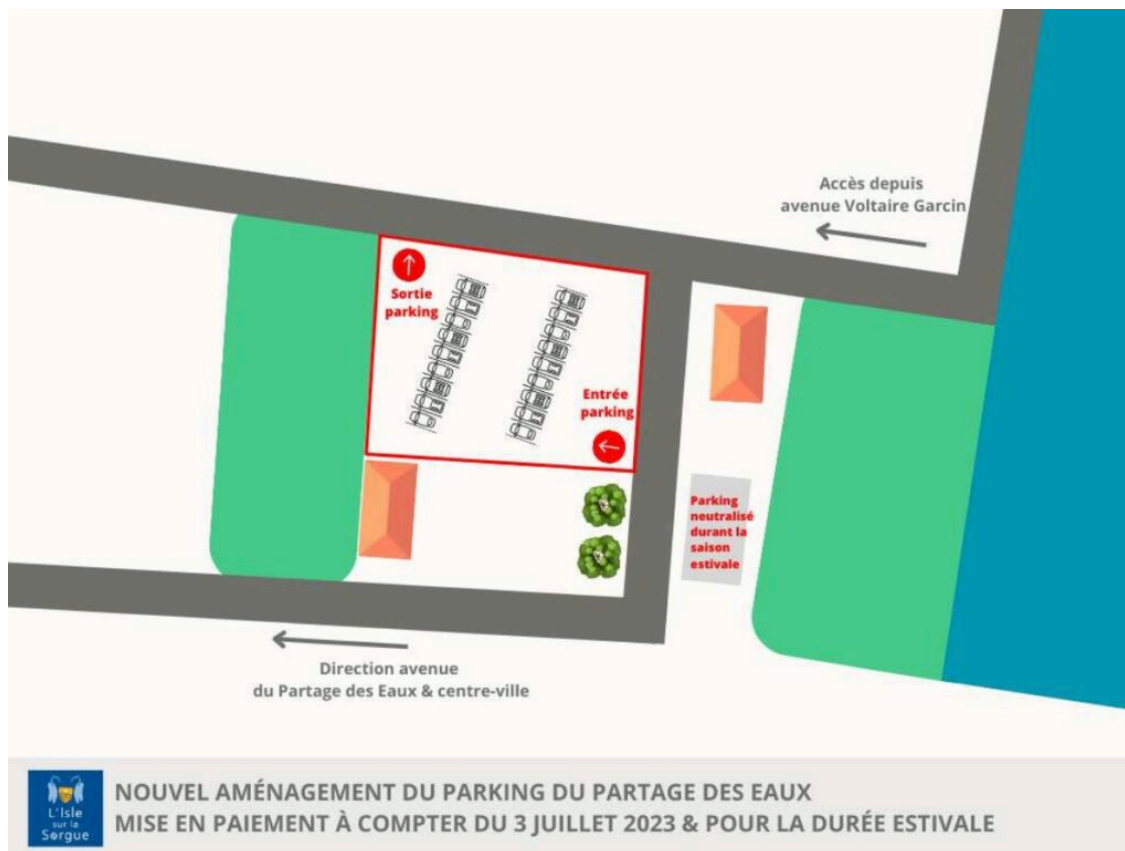 Accès depuis
avenue Voltaire Garcin
Sortie
parking
Entrée
parking
Parking
neutralisé
durant la
saison
estivale
Direction avenue
du Partage des Eaux & centre-ville
L'Isle
sur la
Sorgue
NOUVEL AMÉNAGEMENT DU PARKING DU PARTAGE DES EAUX
MISE EN PAIEMENT À COMPTER DU 3 JUILLET 2023 & POUR LA DURÉE ESTIVALE